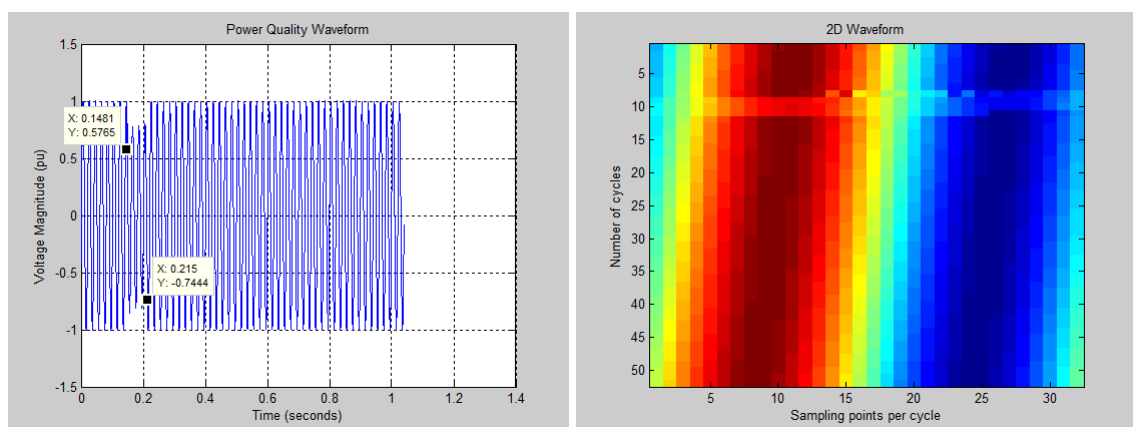 Power Quality Waveform
1.5
1
0.5
0
-0.5
-1
-1.5
Voltage Magnitude (pu)
X: 0.1481
Y: 0.5765
X: 0.215
Y: -0.7444
0 0.2 0.4 0.6 0.8 1 1.2 1.4
Time (seconds)
2D Waveform
5
10
15
20
25
30
35
40
45
50
Number of cycles
5 10 15 20 25 30
Sampling points per cycle